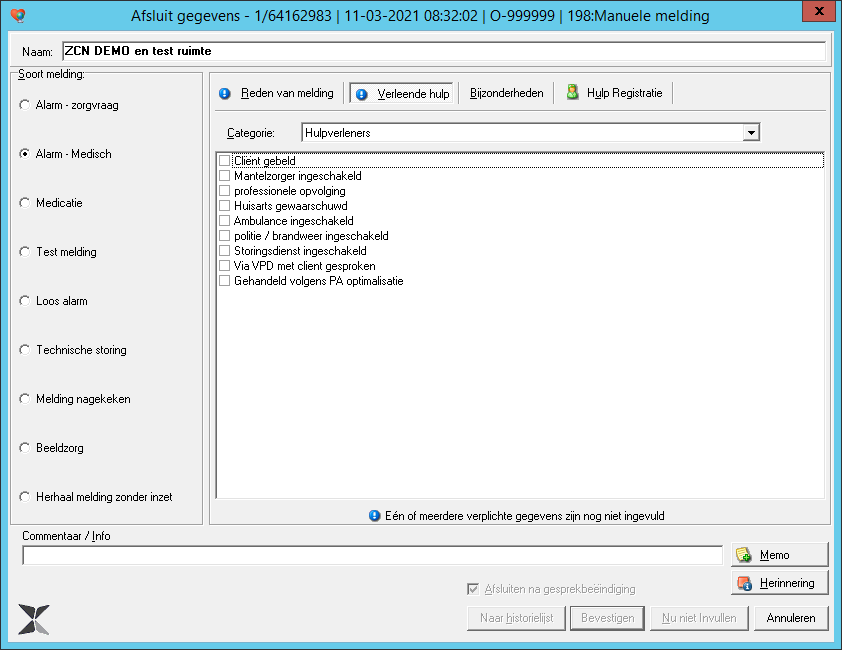 Afsluit gegevens - 1/64162983 | 11-03-2021 08:32:02 | O-999999 | 198:Manuele melding
x
Naam: ZCN DEMO en test ruimte
Soort melding:
Alarm - zorgvraag
Alarm - Medisch
Medicatie
Test melding
Loos alarm
Technische storing
Melding nagekeken
Beeldzorg
Herhaal melding zonder inzet
Reden van melding
Verleende hulp
Bijzonderheden
Hulp Registratie
Categorie: Hulpverleners
Cliënt gebeld
Mantelzorger ingeschakeld
professionele opvolging
Huisarts gewaarschuwd
Ambulance ingeschakeld
politie / brandweer ingeschakeld
Storingsdienst ingeschakeld
Via VPD met client gesproken
Gehandeld volgens PA optimalisatie
Eén of meerdere verplichte gegevens zijn nog niet ingevuld
Commentaar / Info
Memo
Herinnering
Afsluiten na gesprekbeëindiging
Naar historielijst
Bevestigen
Nu niet Invullen
Annuleren